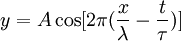 y = A cos[2π(x/λ − t/τ)]